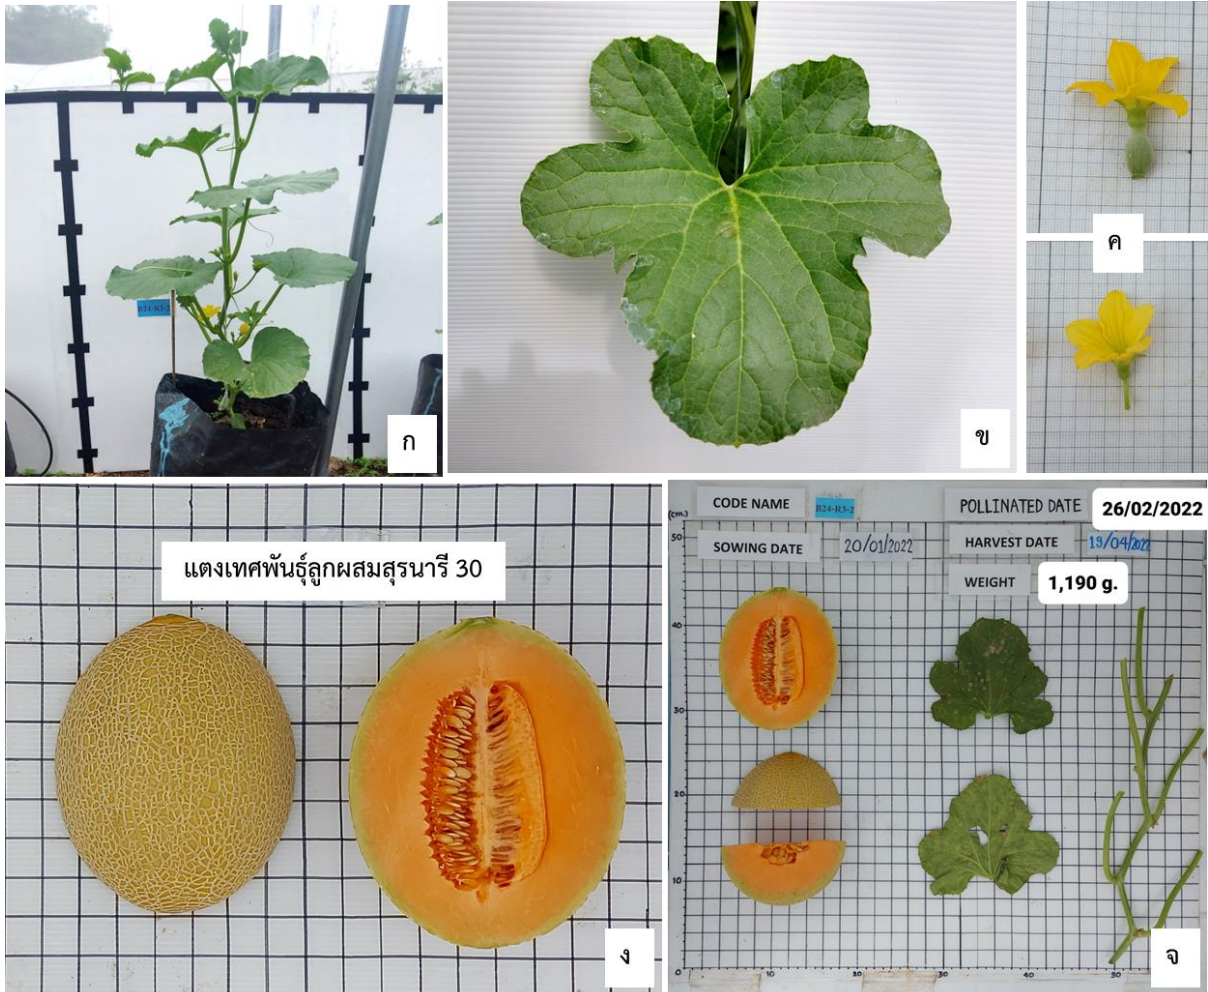 B24-R3-2
ก
ข
ค
แตงเทศพันธุ์ลูกผสมสุรนารี 30
ง
CODE NAME B24-R3-2 POLLINATED DATE 26/02/2022
SOWING DATE 20/01/2022 HARVEST DATE 19/04/2022
WEIGHT 1,190 g.
(cm.)
50
40
30
20
10
0 10 20 30 40 50
จ